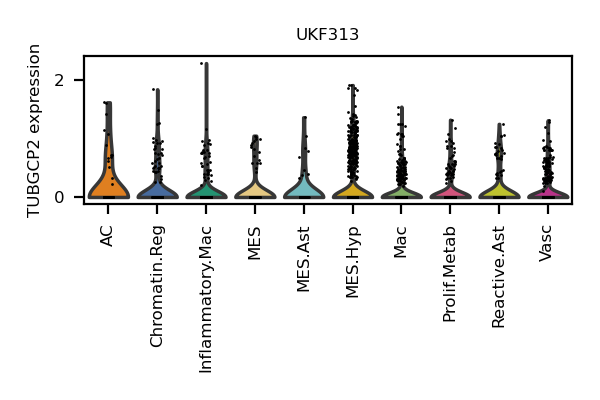 UKF313
TUBGCP2 expression
2
0
AC
Chromatin.Reg
Inflammatory.Mac
MES
MES.Ast
MES.Hyp
Mac
Prolif.Metab
Reactive.Ast
Vasc